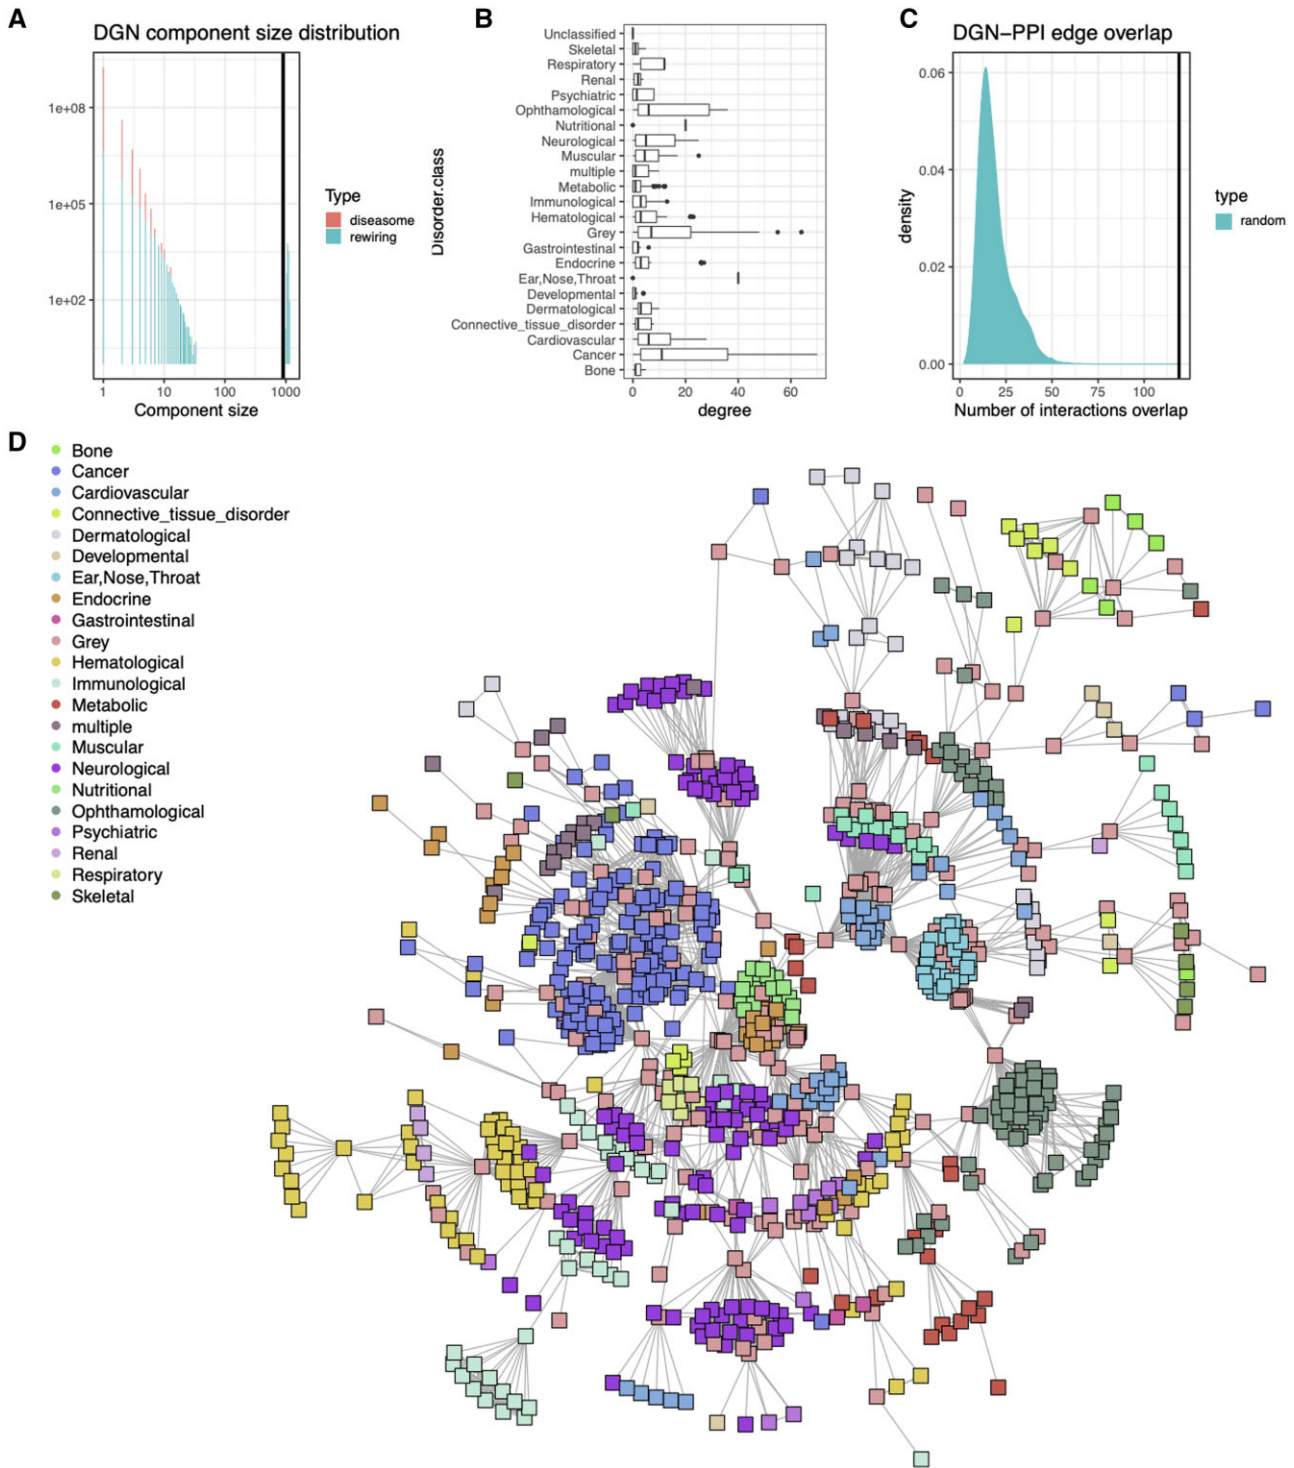 A
DGN component size distribution
1e+08
1e+05
1e+02
1
10
100
1000
Component size
Type
diseasome
rewiring
B
Disorder.class
Unclassified
Skeletal
Respiratory
Renal
Psychiatric
Ophthamological
Nutritional
Neurological
Muscular
multiple
Metabolic
Immunological
Hematological
Grey
Gastrointestinal
Endocrine
Ear,Nose,Throat
Developmental
Dermatological
Connective_tissue_disorder
Cardiovascular
Cancer
Bone
0
20
40
60
degree
C
DGN-PPI edge overlap
density
0.06
0.04
0.02
0.00
0
25
50
75
100
Number of interactions overlap
type
random
D
Bone
Cancer
Cardiovascular
Connective_tissue_disorder
Dermatological
Developmental
Ear,Nose,Throat
Endocrine
Gastrointestinal
Grey
Hematological
Immunological
Metabolic
multiple
Muscular
Neurological
Nutritional
Ophthamological
Psychiatric
Renal
Respiratory
Skeletal